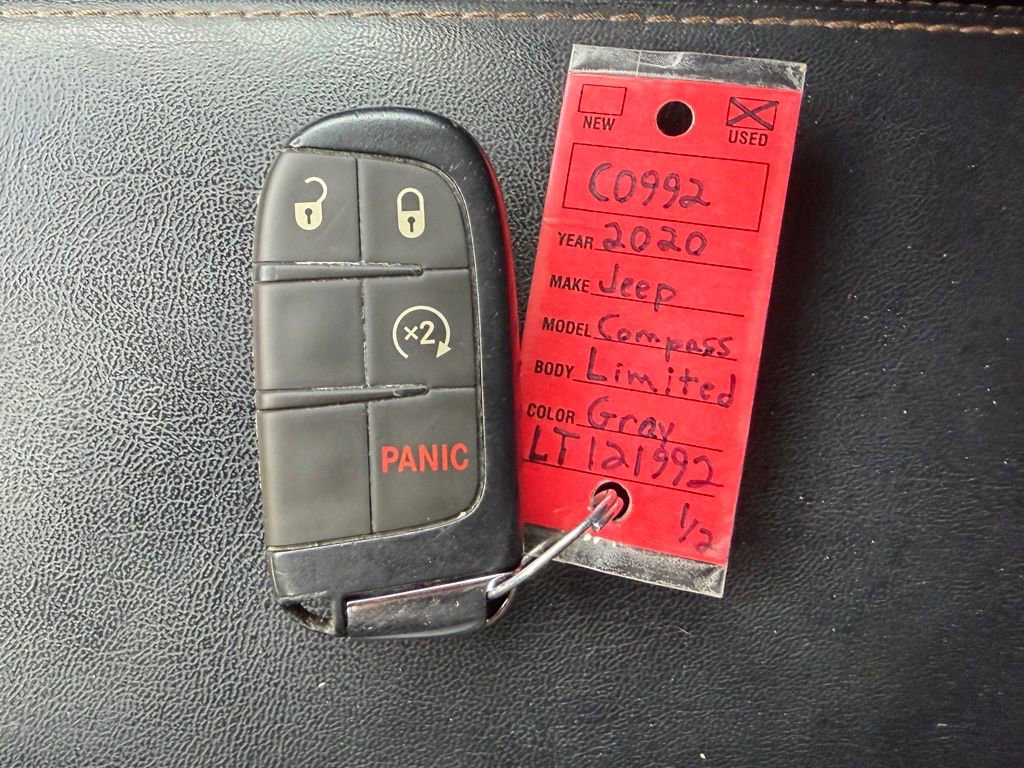 ×2
PANIC
NEW
USED
C0992
YEAR 2020
MAKE Jeep
MODEL Compass
BODY Limited
COLOR Gray
LT121992
1/2